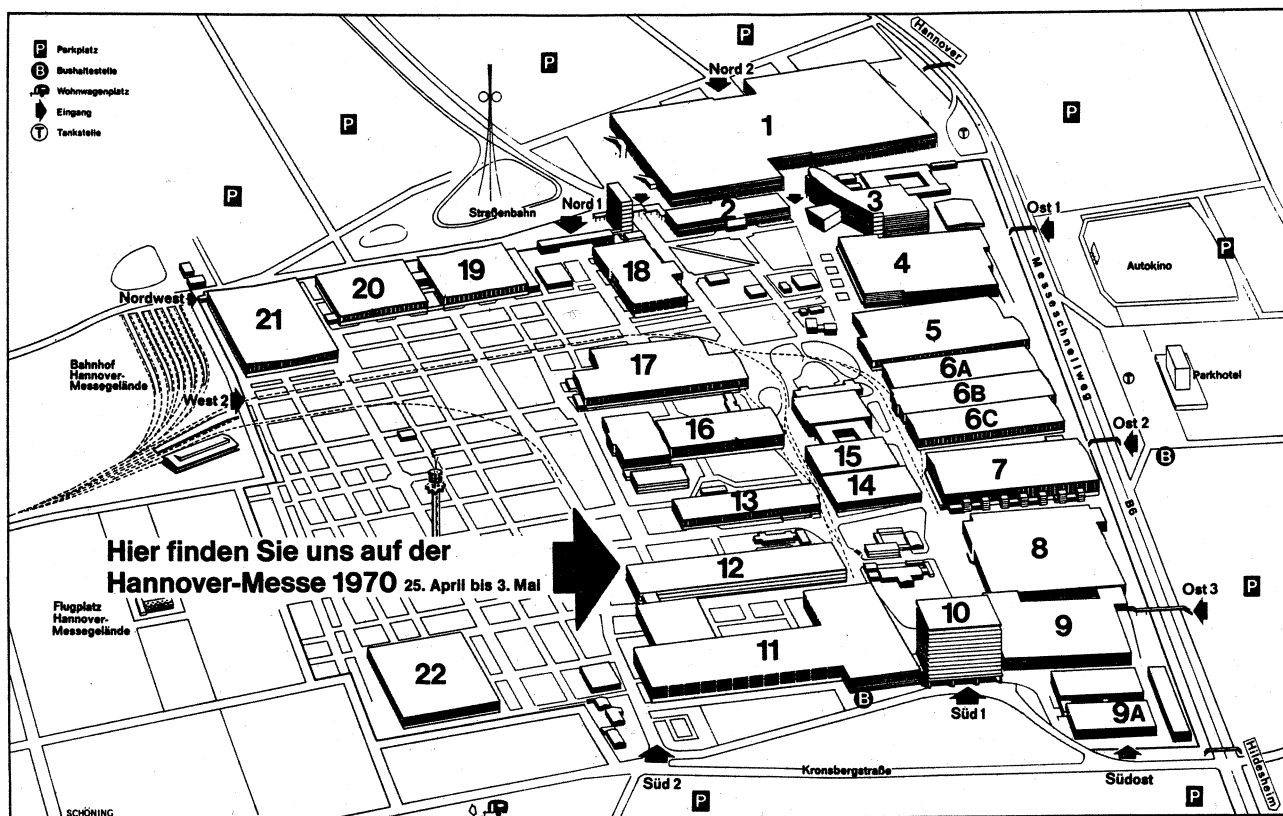 P Parkplatz
B Bushaltestelle
Wohnwagenplatz
Eingang
T Tankstelle
P
P
P
P
P
Hannover
Nord 2
1
T
Straßenbahn
Nord 1
2
3
Ost 1
4
Autokino
P
18
19
20
21
Nordwest
Messeschnellweg
5
Bahnhof
Hannover-
Messegelände
West 2
17
6A
6B
6C
T
Parkhotel
16
15
14
Ost 2
B
7
13
B6
Hier finden Sie uns auf der
Hannover-Messe 1970 25. April bis 3. Mai
12
8
P
Flugplatz
Hannover-
Messegelände
Ost 3
10
9
11
22
B
Süd 1
9A
Süd 2
Kronsbergstraße
Südost
Hildesheim
SCHÖNING
P
P